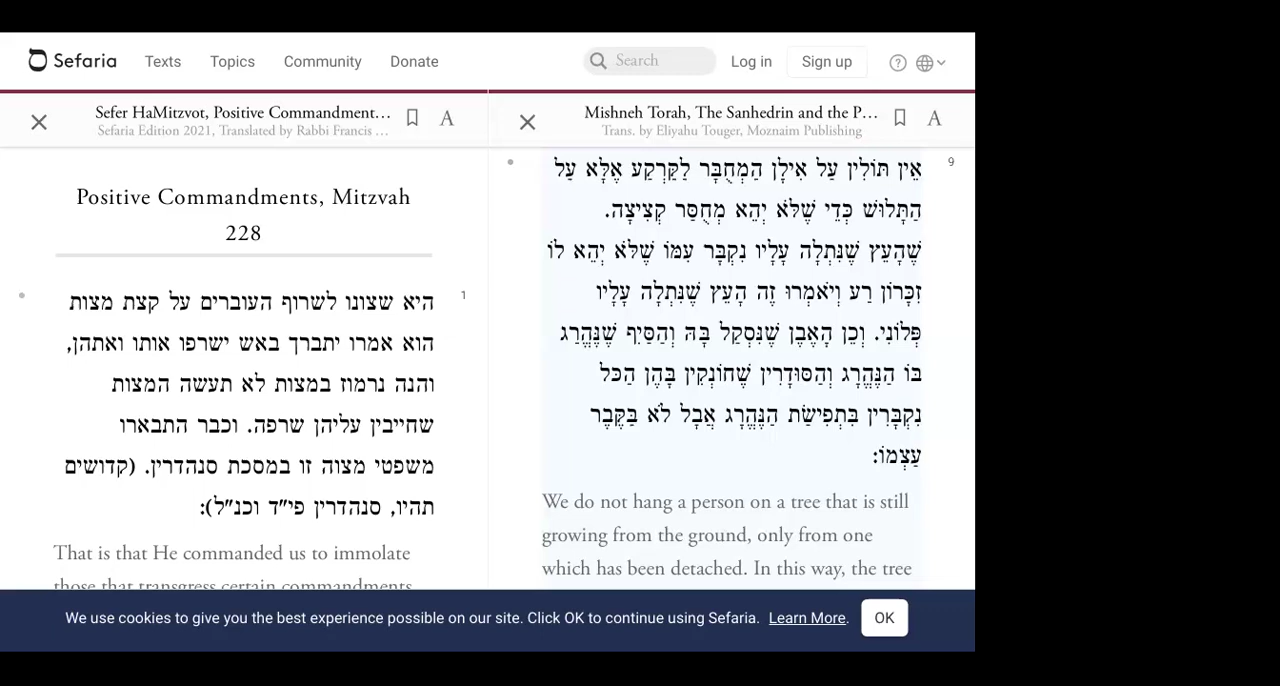 Sefaria
Texts
Topics
Community
Donate
Search
Log in
Sign up
Sefer HaMitzvot, Positive Commandment…
Sefaria Edition 2021, Translated by Rabbi Francis …
A
Positive Commandments, Mitzvah
228
1
היא שצונו לשרוף העוברים על קצת מצות
הוא אמרו יתברך באש ישרפו אותו ואתהן,
והנה נרמוז במצות לא תעשה המצות
שחייבין עליהן שרפה. וכבר התבארו
משפטי מצוה זו במסכת סנהדרין. (קדושים
תהיו, סנהדרין פי״ד וכנ״ל):
That is that He commanded us to immolate
those that transgress certain commandments
Mishneh Torah, The Sanhedrin and the P…
Trans. by Eliyahu Touger, Moznaim Publishing
A
9
אֵין תּוֹלִין עַל אִילָן הַמְחֻבָּר לַקַּרְקַע אֶלָּא עַל
הַתָּלוּשׁ כְּדֵי שֶׁלֹּא יְהֵא מְחֻסַּר קְצִיצָה.
שֶׁהָעֵץ שֶׁנִּתְלָה עָלָיו נִקְבָּר עִמּוֹ שֶׁלֹּא יְהֵא לוֹ
זִכָּרוֹן רַע וְיֹאמְרוּ זֶה הָעֵץ שֶׁנִּתְלָה עָלָיו
פְּלוֹנִי. וְכֵן הָאֶבֶן שֶׁנִּסְקַל בָּהּ וְהַסַּיִף שֶׁנֶּהֱרַג
בּוֹ הַנֶּהֱרָג וְהַסּוּדָרִין שֶׁחוֹנְקִין בָּהֶן הַכּל
נִקְבָּרִין בִּתְפִישַׂת הַנֶּהֱרָג אֲבָל לֹא בַּקֶּבֶר
עַצְמוֹ:
We do not hang a person on a tree that is still
growing from the ground, only from one
which has been detached. In this way, the tree
We use cookies to give you the best experience possible on our site. Click OK to continue using Sefaria. Learn More.
OK